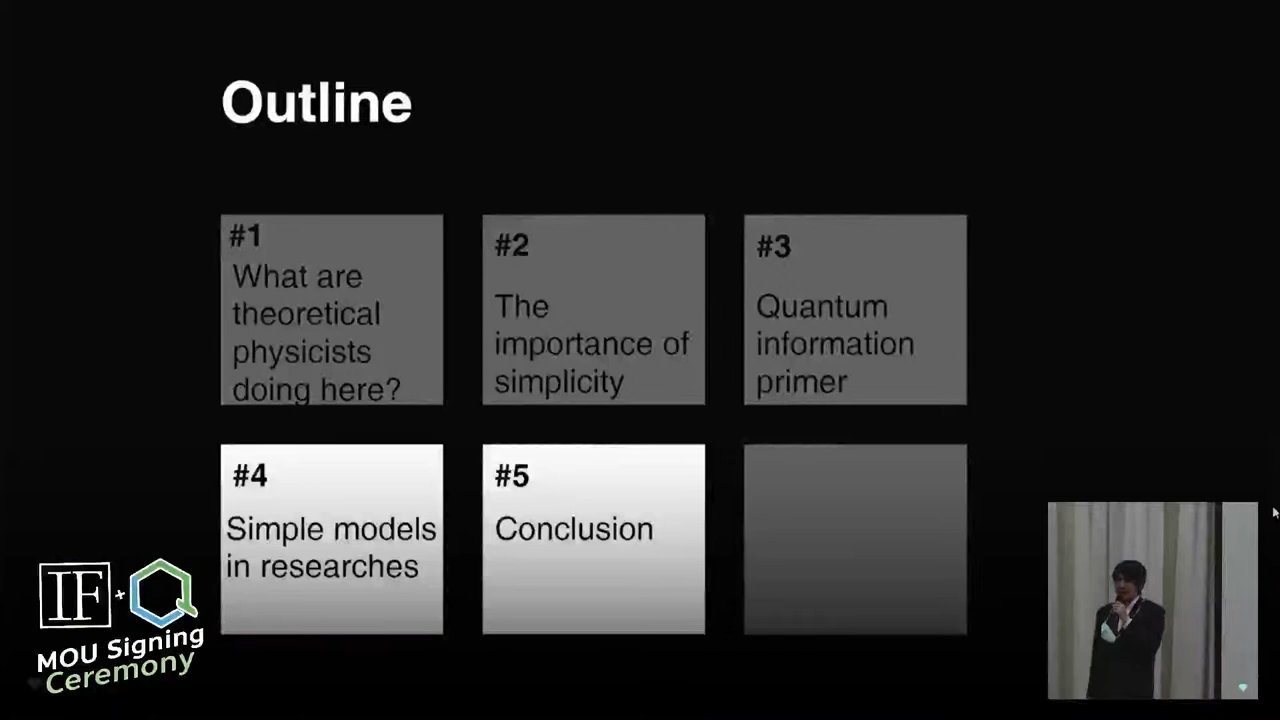 Outline
#1
What are
theoretical
physicists
doing here?
#2
The
importance of
simplicity
#3
Quantum
information
primer
#4
Simple models
in researches
#5
Conclusion
IF + Q
MOU Signing
Ceremony